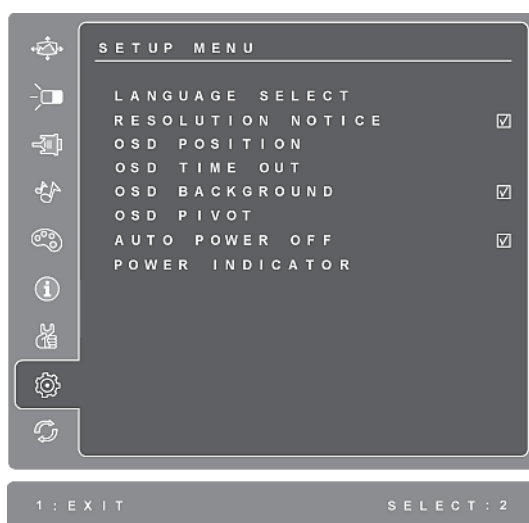 SETUP MENU
LANGUAGE SELECT
RESOLUTION NOTICE
OSD POSITION
OSD TIME OUT
OSD BACKGROUND
OSD PIVOT
AUTO POWER OFF
POWER INDICATOR
1:EXIT SELECT:2